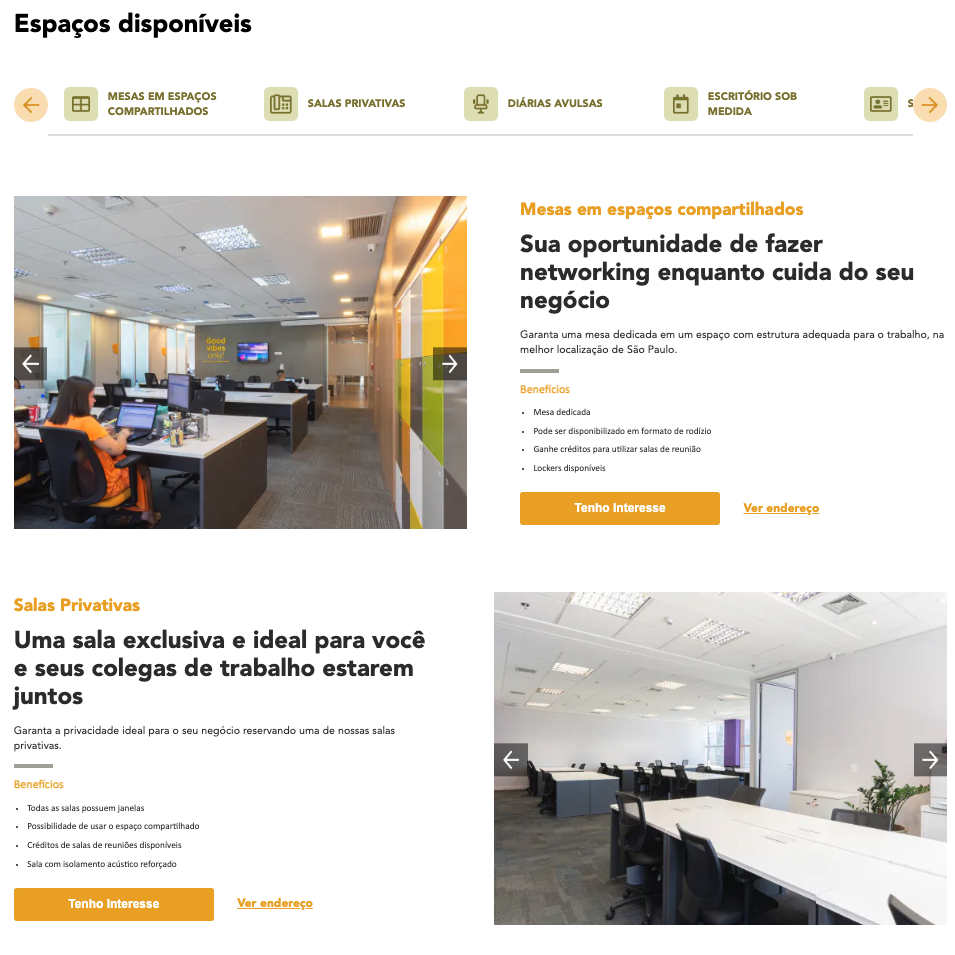 Espaços disponíveis
MESAS EM ESPAÇOS
COMPARTILHADOS
SALAS PRIVATIVAS
DIÁRIAS AVULSAS
ESCRITÓRIO SOB
MEDIDA
Good
vibes
only!
Mesas em espaços compartilhados
Sua oportunidade de fazer
networking enquanto cuida do seu
negócio
Garanta uma mesa dedicada em um espaço com estrutura adequada para o trabalho, na
melhor localização de São Paulo.
Benefícios
• Mesa dedicada
• Pode ser disponibilizado em formato de rodízio
• Ganhe créditos para utilizar salas de reunião
• Lockers disponíveis
Tenho Interesse
Ver endereço
Salas Privativas
Uma sala exclusiva e ideal para você
e seus colegas de trabalho estarem
juntos
Garanta a privacidade ideal para o seu negócio reservando uma de nossas salas
privativas.
Benefícios
• Todas as salas possuem janelas
• Possibilidade de usar o espaço compartilhado
• Créditos de salas de reuniões disponíveis
• Sala com isolamento acústico reforçado
Tenho Interesse
Ver endereço